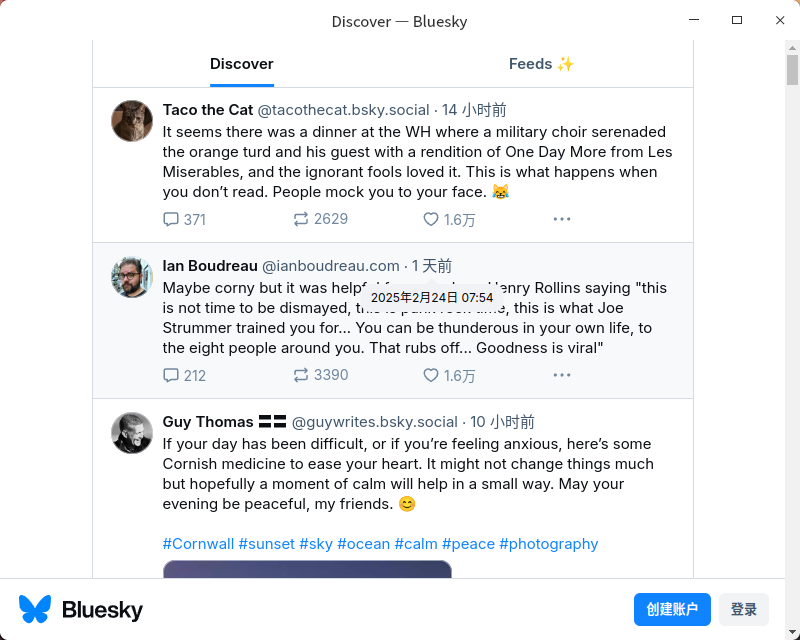 Discover — Bluesky
Discover
Feeds ✨
Taco the Cat @tacothecat.bsky.social · 14 小时前
It seems there was a dinner at the WH where a military choir serenaded
the orange turd and his guest with a rendition of One Day More from Les
Miserables, and the ignorant fools loved it. This is what happens when
you don’t read. People mock you to your face. 😹
371
2629
1.6万
Ian Boudreau @ianboudreau.com · 1 天前
Maybe corny but it was helpful Henry Rollins saying "this
2025年2月24日 07:54
is not time to be dismayed, this is punk rock time, this is what Joe
Strummer trained you for... You can be thunderous in your own life, to
the eight people around you. That rubs off... Goodness is viral"
212
3390
1.6万
Guy Thomas @guywrites.bsky.social · 10 小时前
If your day has been difficult, or if you’re feeling anxious, here’s some
Cornish medicine to ease your heart. It might not change things much
but hopefully a moment of calm will help in a small way. May your
evening be peaceful, my friends. 😊
#Cornwall #sunset #sky #ocean #calm #peace #photography
Bluesky
创建账户
登录